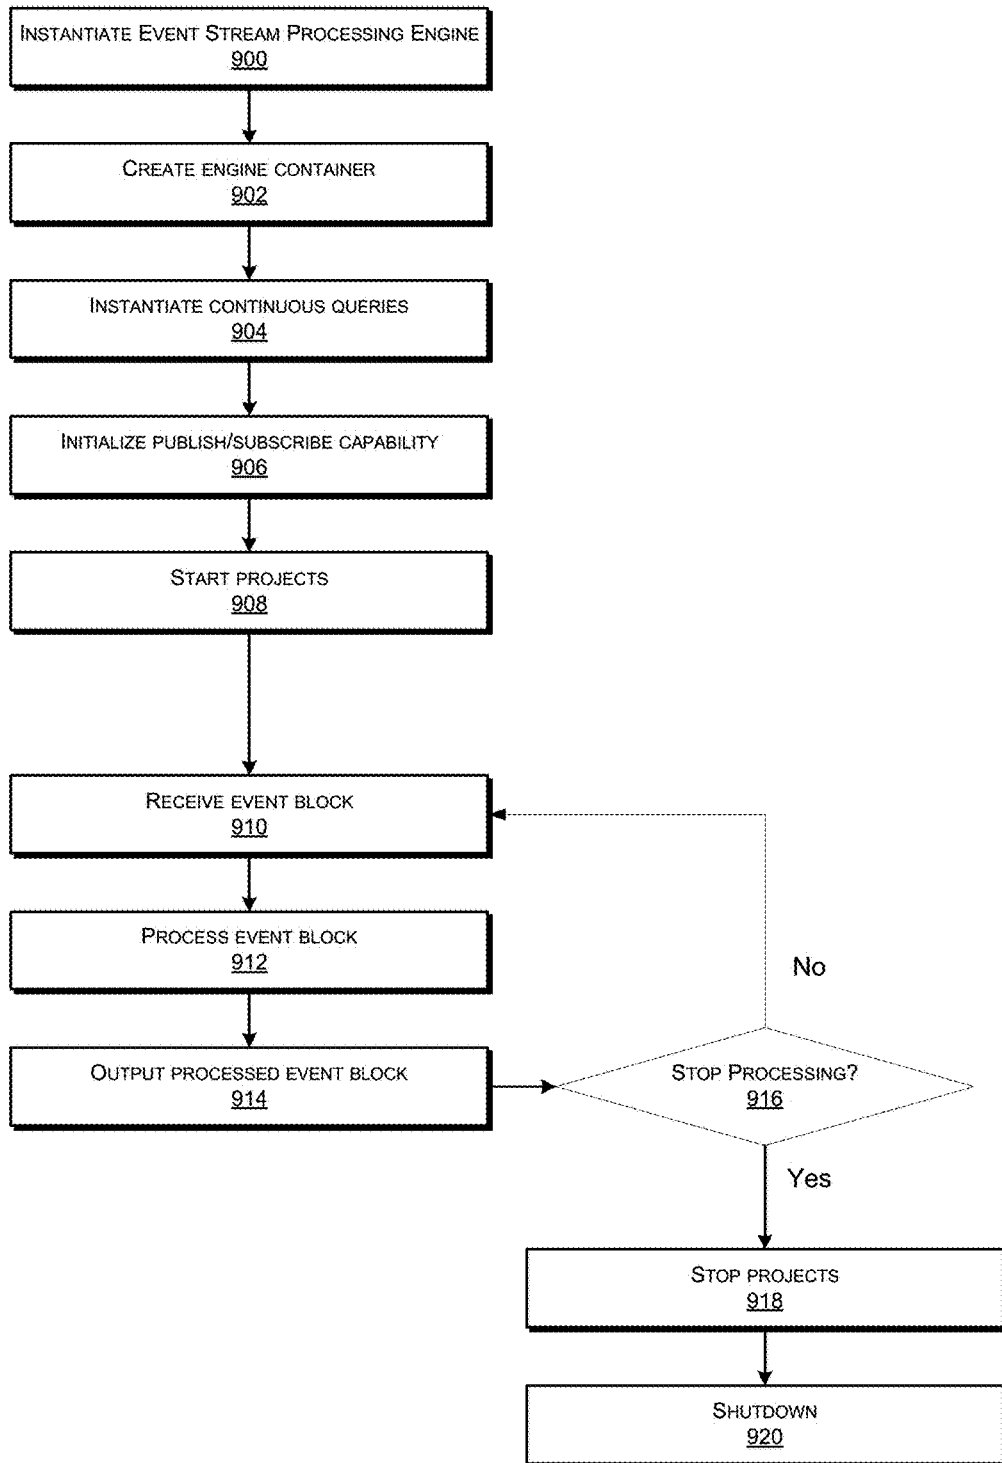 Instantiate Event Stream Processing Engine
900
Create engine container
902
Instantiate continuous queries
904
Initialize publish/subscribe capability
906
Start projects
908
Receive event block
910
Process event block
912
No
Output processed event block
914
Stop Processing?
916
Yes
Stop projects
918
Shutdown
920